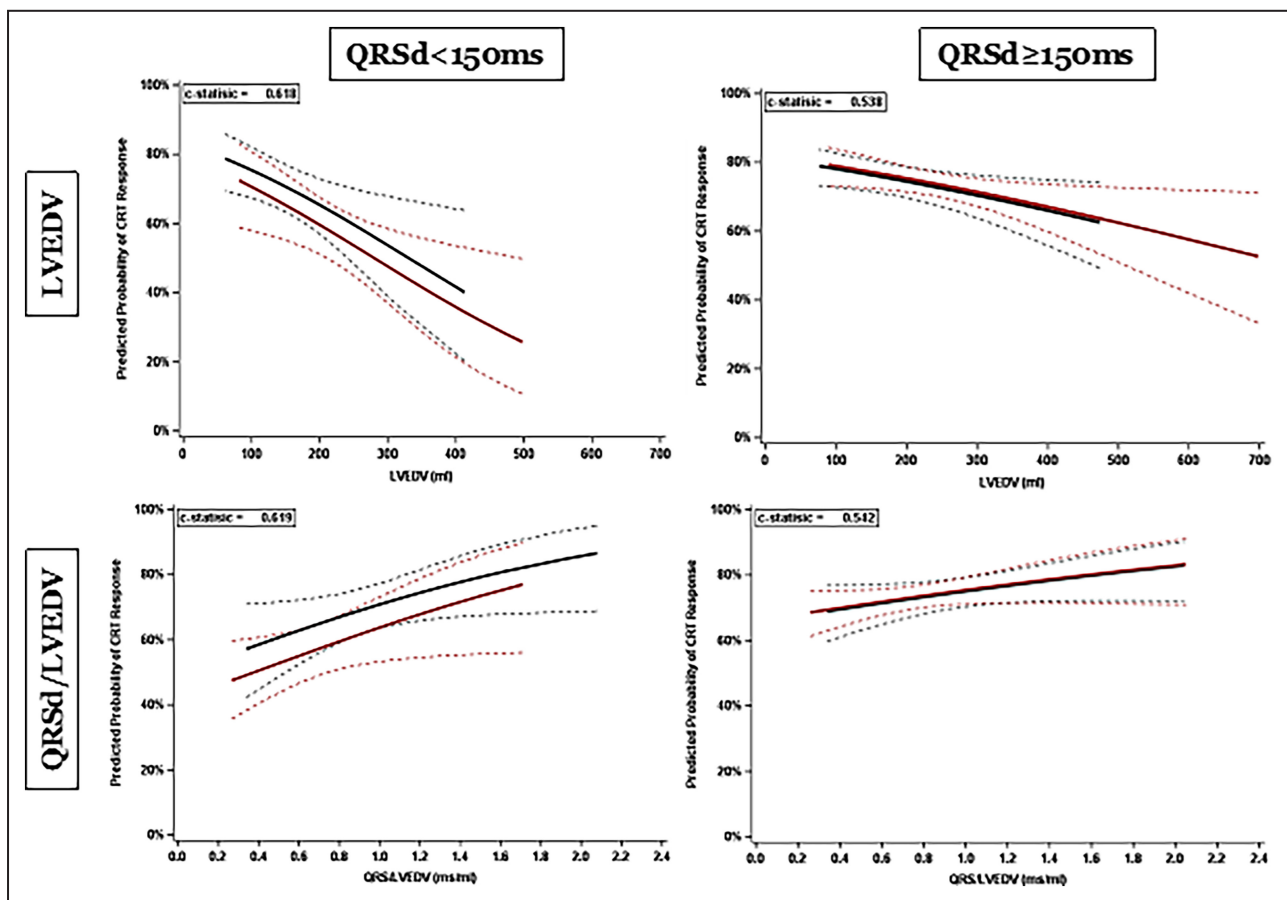 QRSd<150ms
QRSd≥150ms
LVEDV
c-statisic = 0.618
Predicted Probability of CRT Response
100%
80%
60%
40%
20%
0%
0 100 200 300 400 500 600 700
LVEDV (ml)
c-statisic = 0.538
Predicted Probability of CRT Response
100%
80%
60%
40%
20%
0%
0 100 200 300 400 500 600 700
LVEDV (ml)
QRSd/LVEDV
c-statisic = 0.619
Predicted Probability of CRT Response
100%
80%
60%
40%
20%
0%
0.0 0.2 0.4 0.6 0.8 1.0 1.2 1.4 1.6 1.8 2.0 2.2 2.4
QRS/LVEDV (ms/ml)
c-statisic = 0.542
Predicted Probability of CRT Response
100%
80%
60%
40%
20%
0%
0.0 0.2 0.4 0.6 0.8 1.0 1.2 1.4 1.6 1.8 2.0 2.2 2.4
QRS/LVEDV (ms/ml)